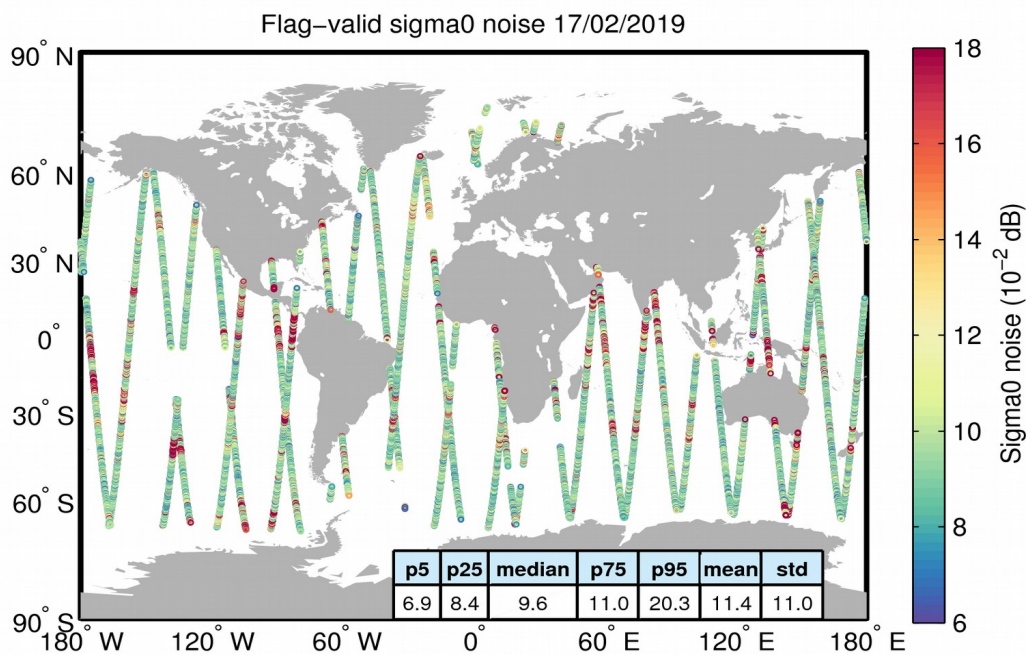 Flag−valid sigma0 noise 17/02/2019
90° N
60° N
30° N
0°
30° S
60° S
90° S
180° W
120° W
60° W
0°
60° E
120° E
180° E
p5 p25 median p75 p95 mean std
6.9 8.4 9.6 11.0 20.3 11.4 11.0
18
16
14
12
10
8
6
Sigma0 noise (10⁻² dB)